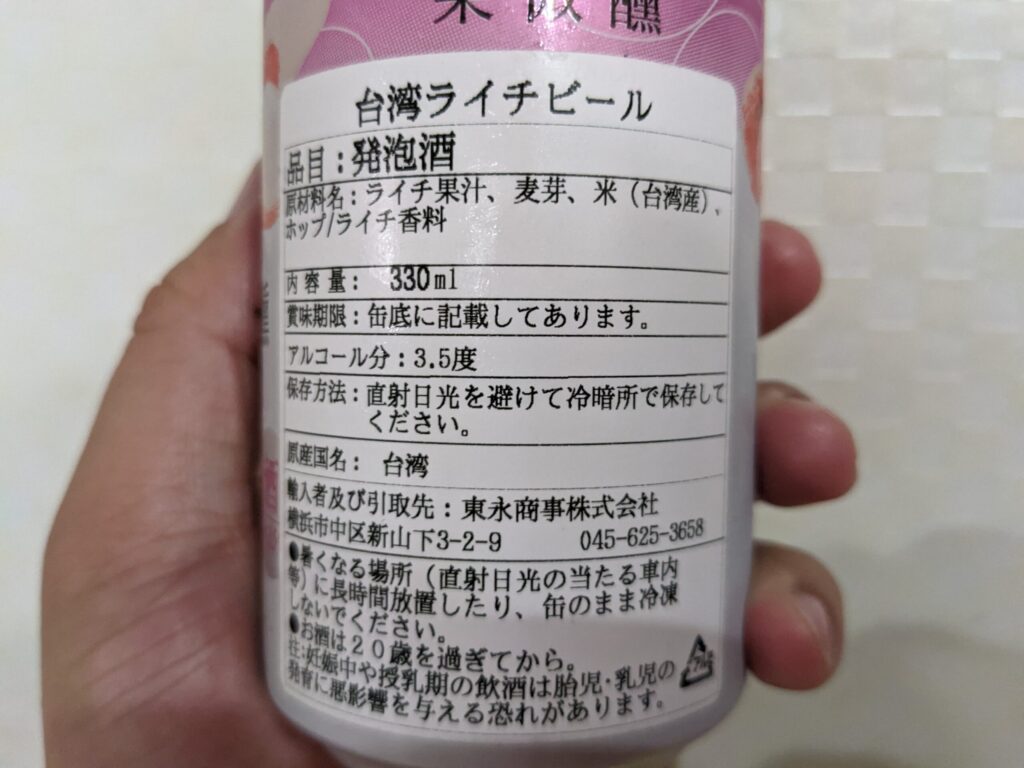 果微醺
台湾ライチビール
品目：発泡酒
原材料名：ライチ果汁、麦芽、米（台湾産）、
ホップ/ライチ香料
内容量： 330ml
賞味期限：缶底に記載してあります。
アルコール分：3.5度
保存方法：直射日光を避けて冷暗所で保存して
ください。
原産国名： 台湾
輸入者及び引取先：東永商事株式会社
横浜市中区新山下3-2-9 045-625-3658
●暑くなる場所（直射日光の当たる車内
等）に長時間放置したり、缶のまま冷凍
しないでください。
●お酒は２０歳を過ぎてから。
注:妊娠中や授乳期の飲酒は胎児・乳児の
発育に悪影響を与える恐れがあります。
アルミ